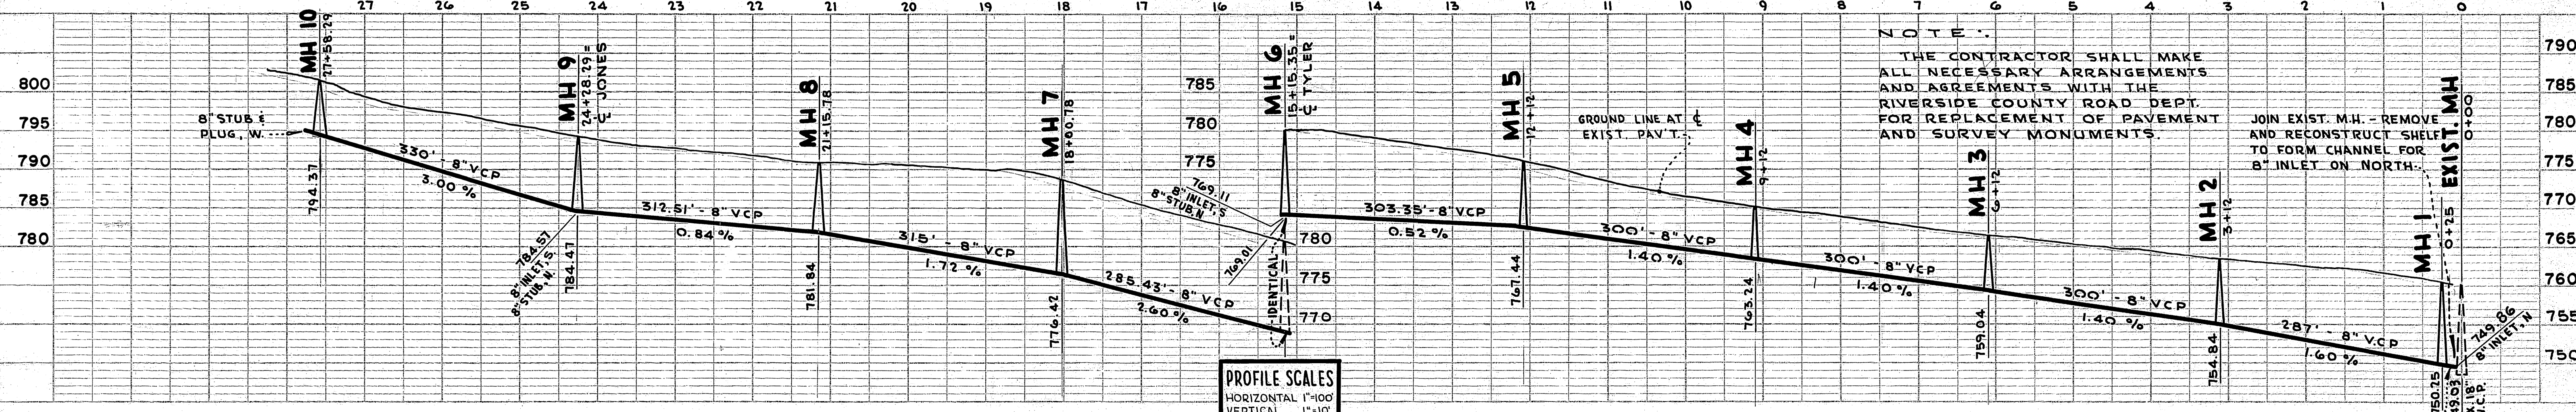 27 26 25 24 23 22 21 20 19 18 17 16 15 14 13 12 11 10 9 8 7 6 5 4 3 2 1 0
800
795
790
785
780
MH 10
27+58.29
8" STUB &
PLUG, W.
794.37
330' - 8" VCP
3.00 %
MH 9
24+28.29 =
℄ JONES
784.57
8" INLET, S.
8" STUB, N.
784.47
312.51' - 8" VCP
0.84 %
MH 8
21+15.78
781.84
315' - 8" VCP
1.72 %
MH 7
18+00.78
776.42
285.43' - 8" VCP
2.60 %
785
780
775
MH 6
15+15.35 =
℄ TYLER
769.11
8" INLET, S
8" STUB, N
769.01
IDENTICAL
780
775
770
PROFILE SCALES
HORIZONTAL 1"=100'
VERTICAL 1"=10'
303.35' - 8" VCP
0.52 %
MH 5
12+12
767.44
300' - 8" VCP
1.40 %
GROUND LINE AT ℄
EXIST. PAV'T.
MH 4
9+12
763.24
300' - 8" VCP
1.40 %
NOTE:
THE CONTRACTOR SHALL MAKE
ALL NECESSARY ARRANGEMENTS
AND AGREEMENTS WITH THE
RIVERSIDE COUNTY ROAD DEPT.
FOR REPLACEMENT OF PAVEMENT
AND SURVEY MONUMENTS.
MH 3
6+12
759.04
300' - 8" VCP
1.40 %
MH 2
3+12
754.84
287' - 8" V.C.P
1.60 %
JOIN EXIST. M.H. - REMOVE
AND RECONSTRUCT SHELF
TO FORM CHANNEL FOR
8" INLET ON NORTH.
MH 1
0+25
750.25
EXIST. MH
0+00
749.86
8" INLET, N
49.03
X. 18"
.C.P.
790
785
780
775
770
765
760
755
750